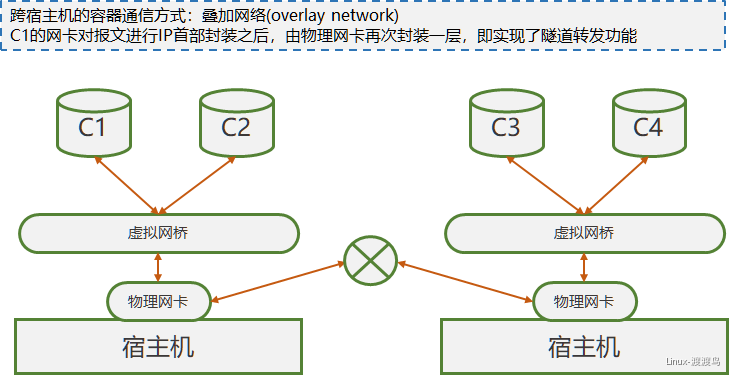 跨宿主机的容器通信方式：叠加网络(overlay network)
C1的网卡对报文进行IP首部封装之后，由物理网卡再次封装一层，即实现了隧道转发功能
C1
C2
C3
C4
虚拟网桥
虚拟网桥
物理网卡
物理网卡
宿主机
宿主机
Linux-渡渡鸟